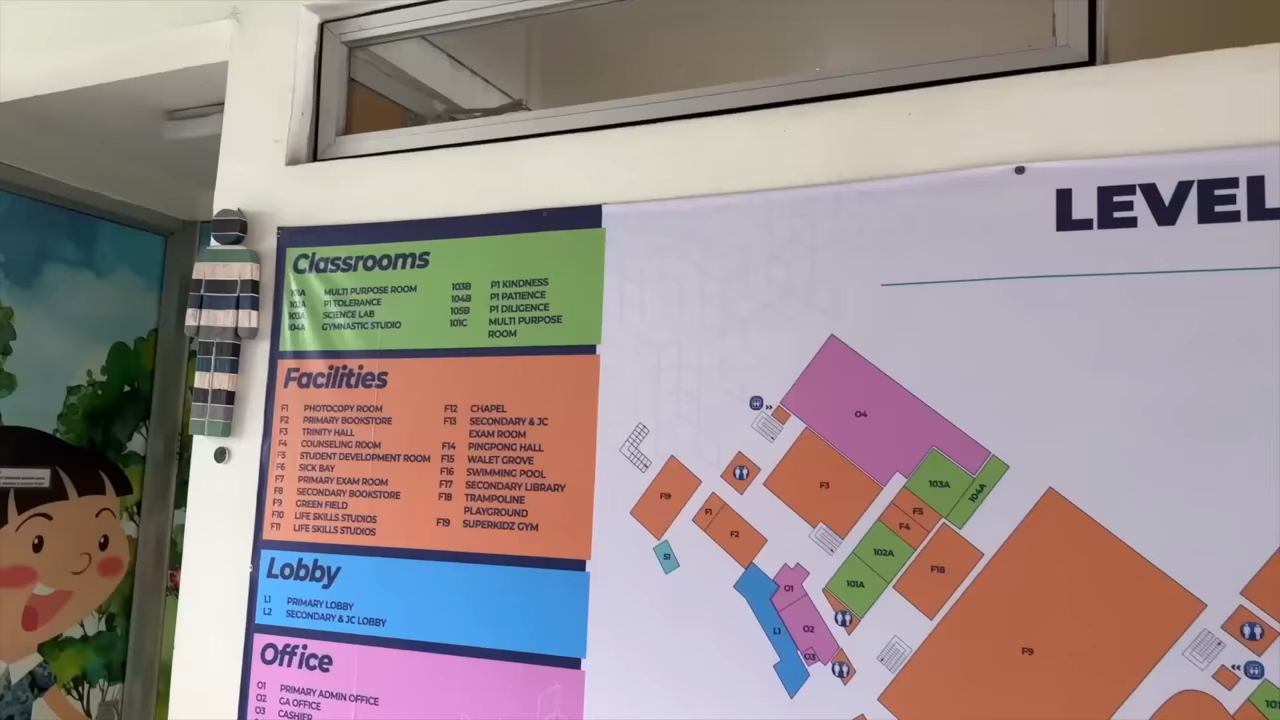 LEVEL
Classrooms
101A MULTI PURPOSE ROOM
102A P1 TOLERANCE
103A SCIENCE LAB
104A GYMNASTIC STUDIO
103B P1 KINDNESS
104B P1 PATIENCE
105B P1 DILIGENCE
101C MULTI PURPOSE
ROOM
Facilities
F1 PHOTOCOPY ROOM
F2 PRIMARY BOOKSTORE
F3 TRINITY HALL
F4 COUNSELING ROOM
F5 STUDENT DEVELOPMENT ROOM
F6 SICK BAY
F7 PRIMARY EXAM ROOM
F8 SECONDARY BOOKSTORE
F9 GREEN FIELD
F10 LIFE SKILLS STUDIOS
F11 LIFE SKILLS STUDIOS
F12 CHAPEL
F13 SECONDARY & JC
EXAM ROOM
F14 PINGPONG HALL
F15 WALET GROVE
F16 SWIMMING POOL
F17 SECONDARY LIBRARY
F18 TRAMPOLINE
PLAYGROUND
F19 SUPERKIDZ GYM
Lobby
L1 PRIMARY LOBBY
L2 SECONDARY & JC LOBBY
Office
O1 PRIMARY ADMIN OFFICE
O2 GA OFFICE
O3 CASHIER
O4
F3
103A
104A
F19
F1
F2
F5
F4
S1
102A
101A
F18
O1
O2
L1
O3
F9